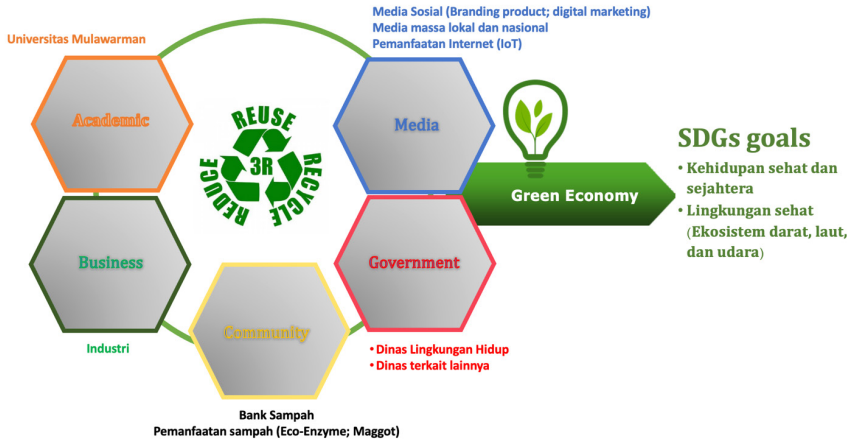 Universitas Mulawarman
Academic
Media Sosial (Branding product; digital marketing)
Media massa lokal dan nasional
Pemanfaatan Internet (IoT)
Media
REUSE
REDUCE
RECYCLE
3R
Green Economy
SDGs goals
• Kehidupan sehat dan
sejahtera
• Lingkungan sehat
(Ekosistem darat, laut,
dan udara)
Business
Industri
Government
• Dinas Lingkungan Hidup
• Dinas terkait lainnya
Community
Bank Sampah
Pemanfaatan sampah (Eco-Enzyme; Maggot)